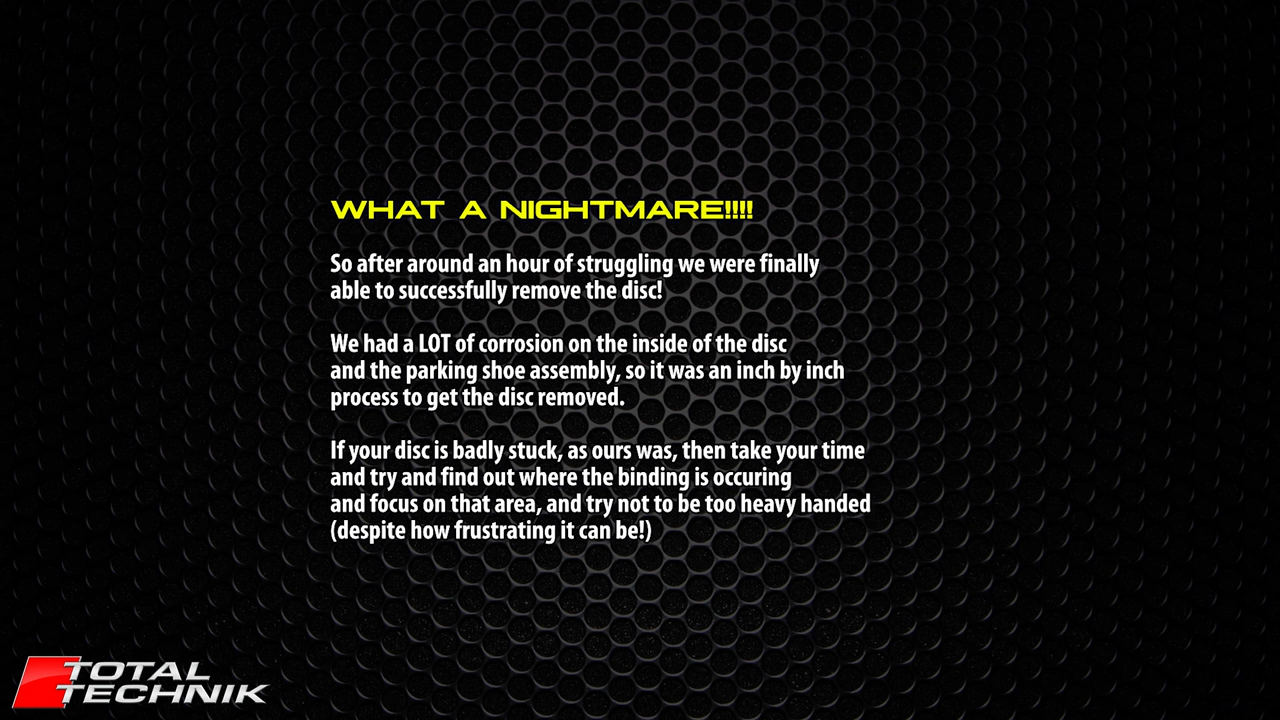 WHAT A NIGHTMARE!!!!
So after around an hour of struggling we were finally
able to successfully remove the disc!
We had a LOT of corrosion on the inside of the disc
and the parking shoe assembly, so it was an inch by inch
process to get the disc removed.
If your disc is badly stuck, as ours was, then take your time
and try and find out where the binding is occuring
and focus on that area, and try not to be too heavy handed
(despite how frustrating it can be!)
TOTAL
TECHNIK